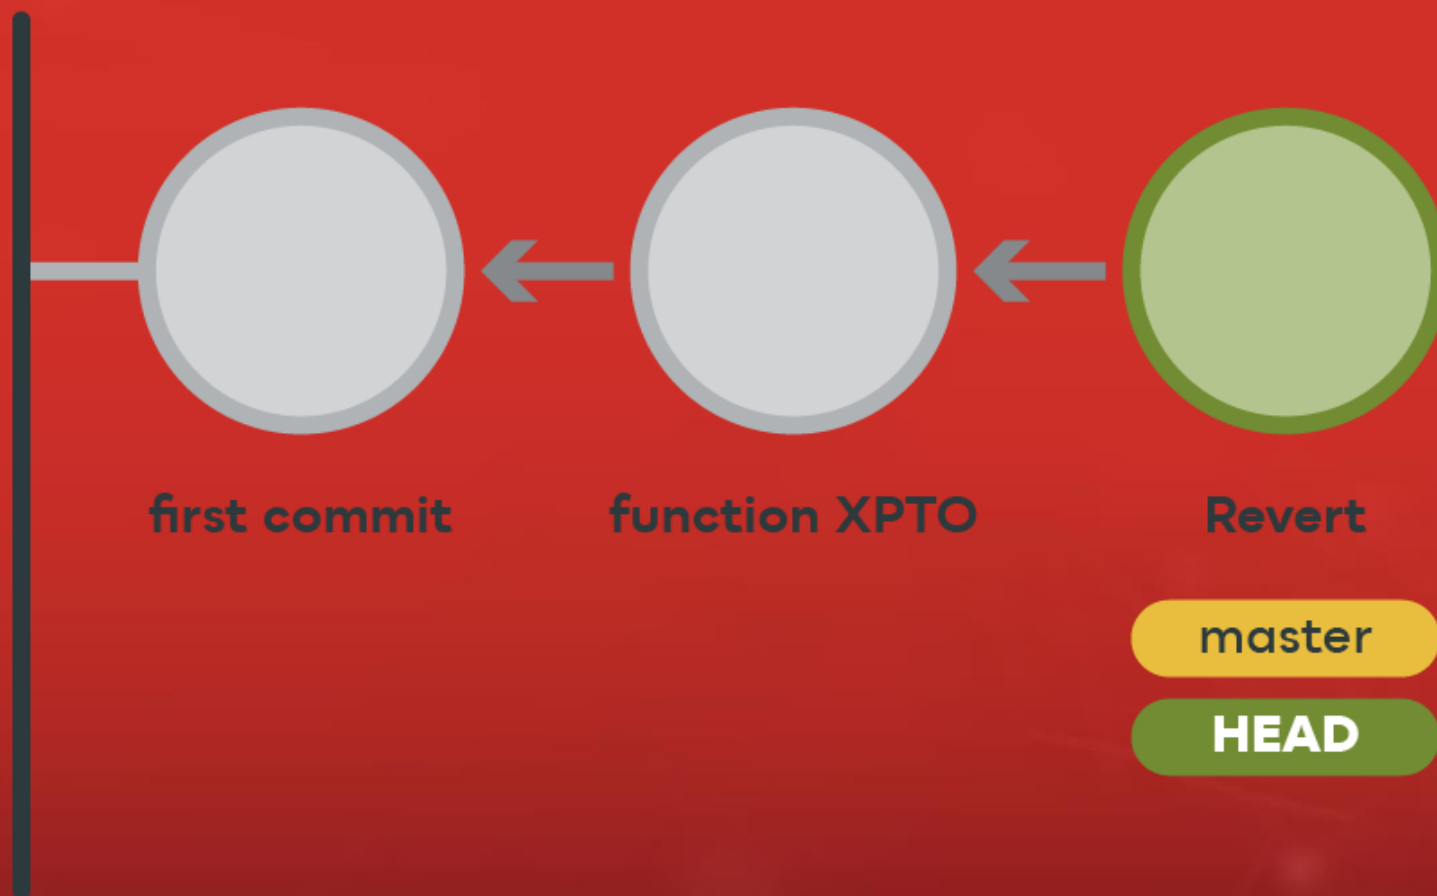 first commit
function XPTO
Revert
master
HEAD